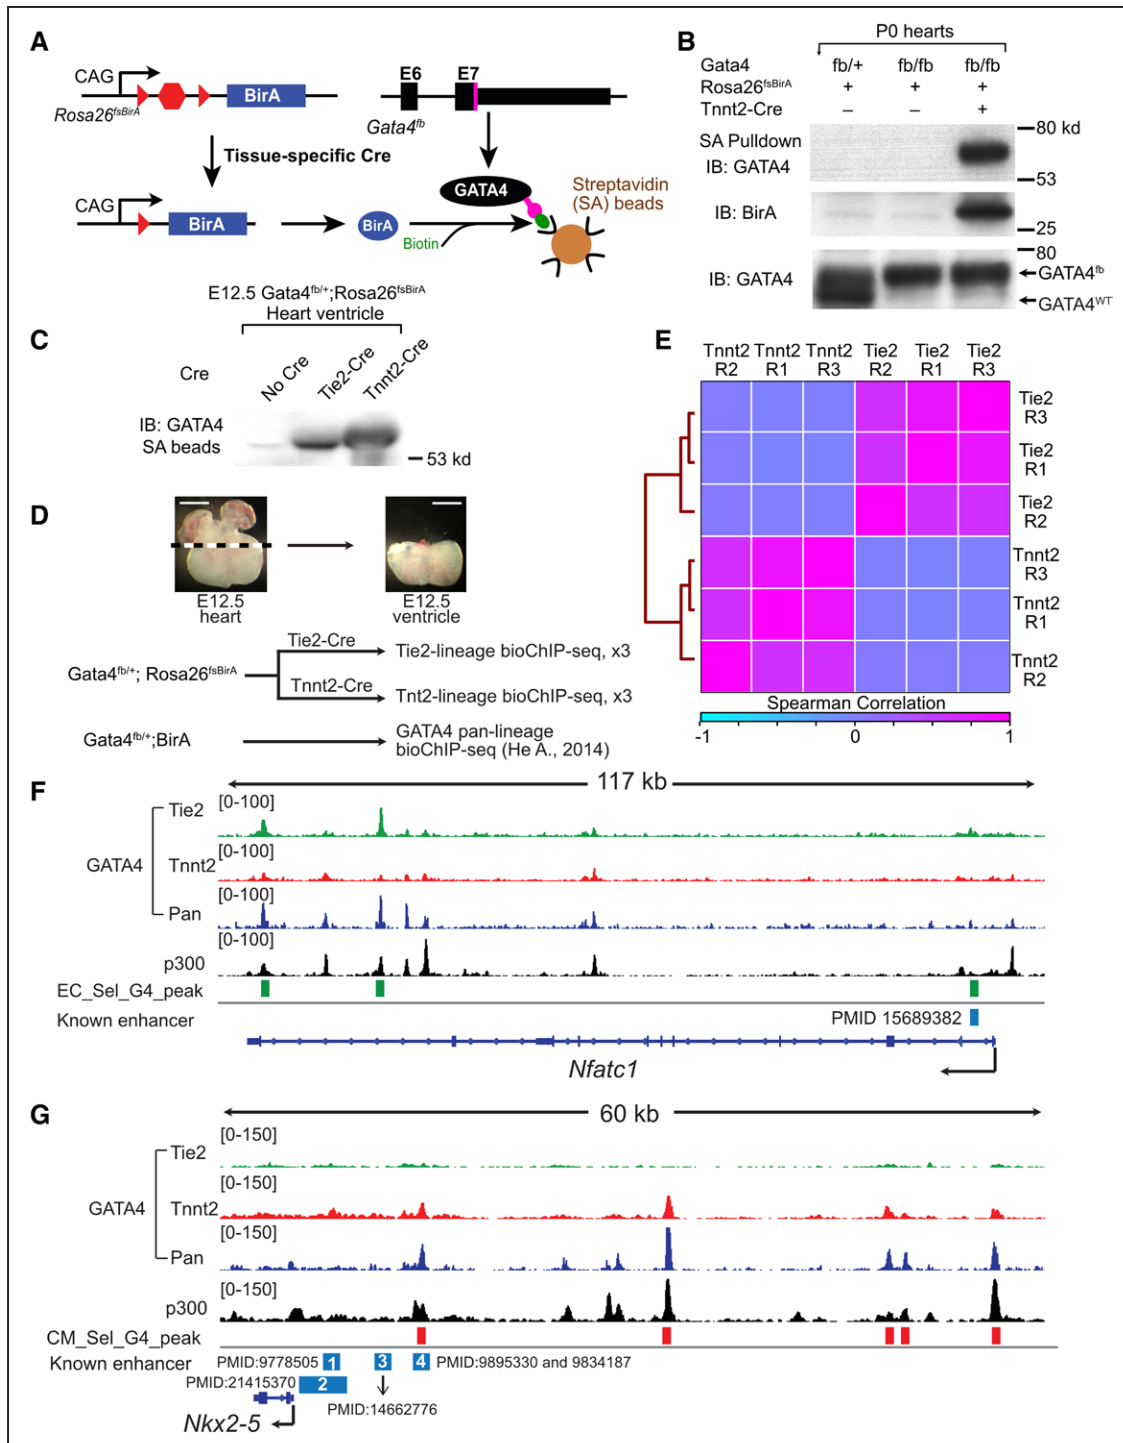 A
CAG
BirA
Rosa26fsBirA
E6
E7
Gata4fb
Tissue-specific Cre
CAG
BirA
BirA
Biotin
GATA4
Streptavidin
(SA) beads
B
P0 hearts
Gata4 fb/+ fb/fb fb/fb
Rosa26fsBirA + + +
Tnnt2-Cre – – +
SA Pulldown
IB: GATA4
80 kd
53
IB: BirA
25
80
IB: GATA4
GATA4fb
GATA4WT
E12.5 Gata4fb/+;Rosa26fsBirA
Heart ventricle
C
Cre
No Cre
Tie2-Cre
Tnnt2-Cre
IB: GATA4
SA beads
53 kd
D
E12.5
heart
E12.5
ventricle
Gata4fb/+; Rosa26fsBirA
Tie2-Cre
Tie2-lineage bioChIP-seq, x3
Tnnt2-Cre
Tnt2-lineage bioChIP-seq, x3
Gata4fb/+;BirA
GATA4 pan-lineage
bioChIP-seq (He A., 2014)
E
Tnnt2 Tnnt2 Tnnt2 Tie2 Tie2 Tie2
R2 R1 R3 R2 R1 R3
Tie2
R3
Tie2
R1
Tie2
R2
Tnnt2
R3
Tnnt2
R1
Tnnt2
R2
Spearman Correlation
-1 0 1
F
117 kb
GATA4
Tie2 [0-100]
Tnnt2 [0-100]
Pan [0-100]
p300 [0-100]
EC_Sel_G4_peak
Known enhancer
PMID 15689382
Nfatc1
G
60 kb
GATA4
Tie2 [0-150]
Tnnt2 [0-150]
Pan [0-150]
p300 [0-150]
CM_Sel_G4_peak
Known enhancer PMID:9778505 1 3 4 PMID:9895330 and 9834187
PMID:21415370 2
PMID:14662776
Nkx2-5